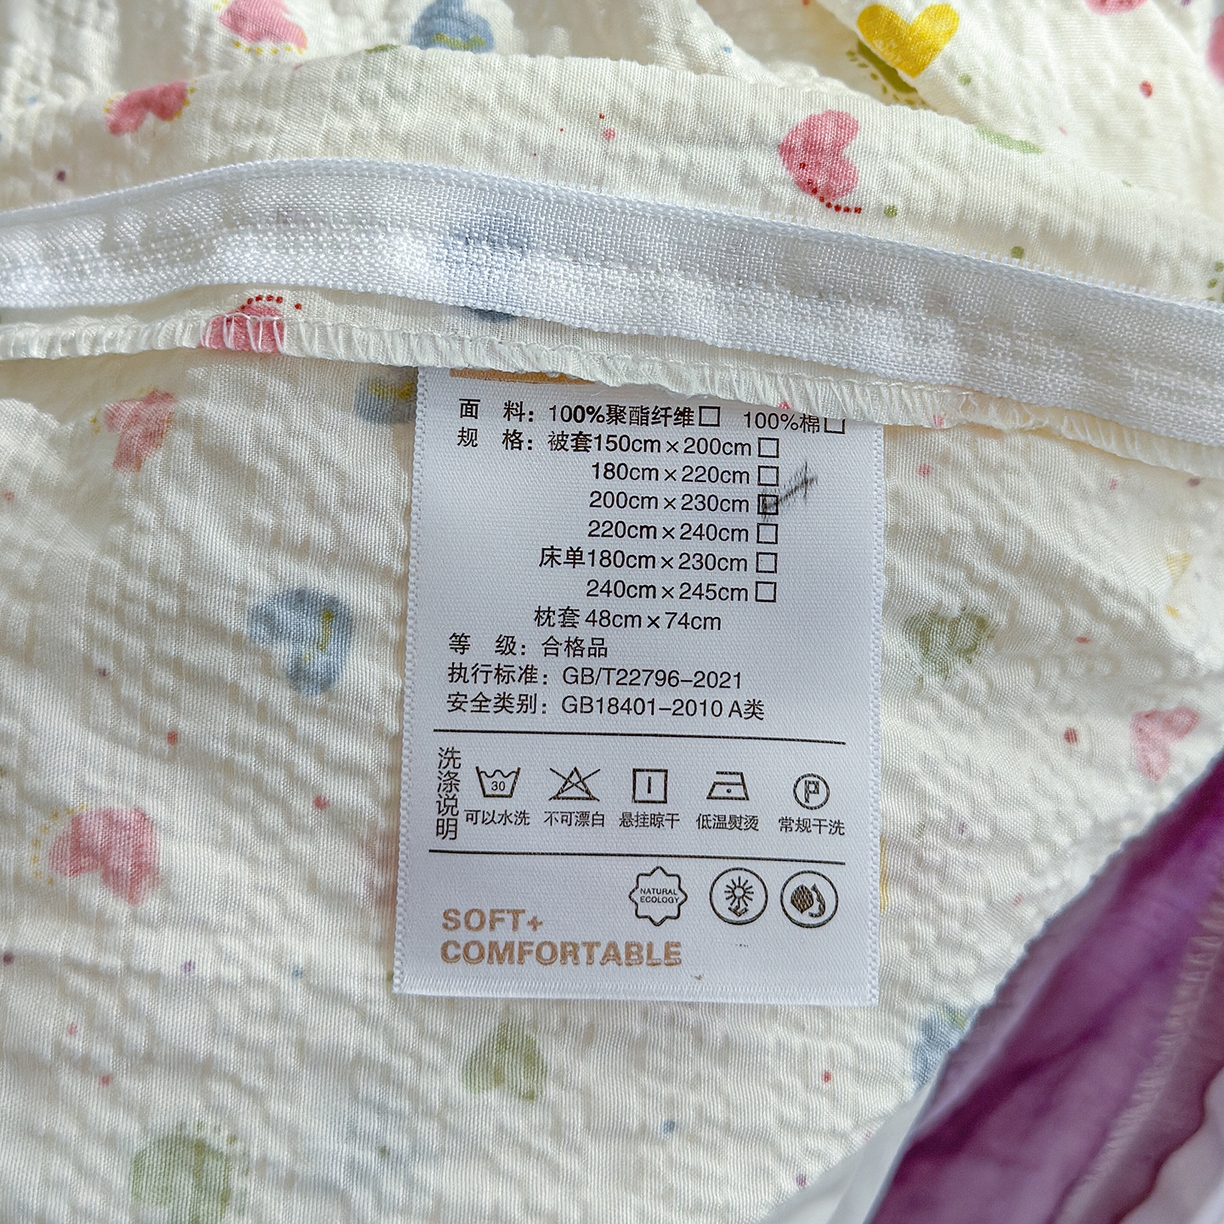 面 料：100%聚酯纤维□ 100%棉□
规 格：被套150cm×200cm□
180cm×220cm□
200cm×230cm☑
220cm×240cm□
床单180cm×230cm□
240cm×245cm□
枕套48cm×74cm
等 级：合格品
执行标准：GB/T22796-2021
安全类别：GB18401-2010 A类
洗涤说明
30
P
可以水洗 不可漂白 悬挂晾干 低温熨烫 常规干洗
NATURAL
ECOLOGY
SOFT+
COMFORTABLE